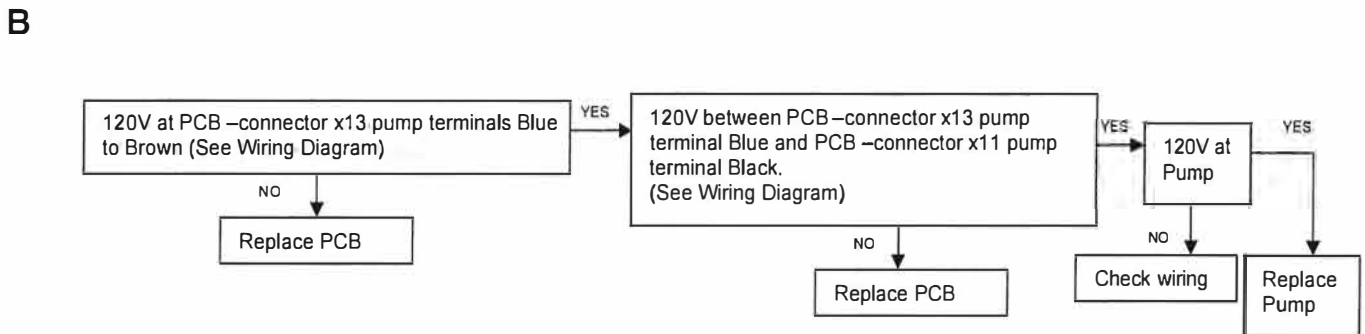 B
120V at PCB –connector x13 pump terminals Blue
to Brown (See Wiring Diagram)
YES
120V between PCB –connector x13 pump
terminal Blue and PCB –connector x11 pump
terminal Black.
(See Wiring Diagram)
YES
120V at
Pump
YES
NO
Replace PCB
NO
Replace PCB
NO
Check wiring
Replace
Pump